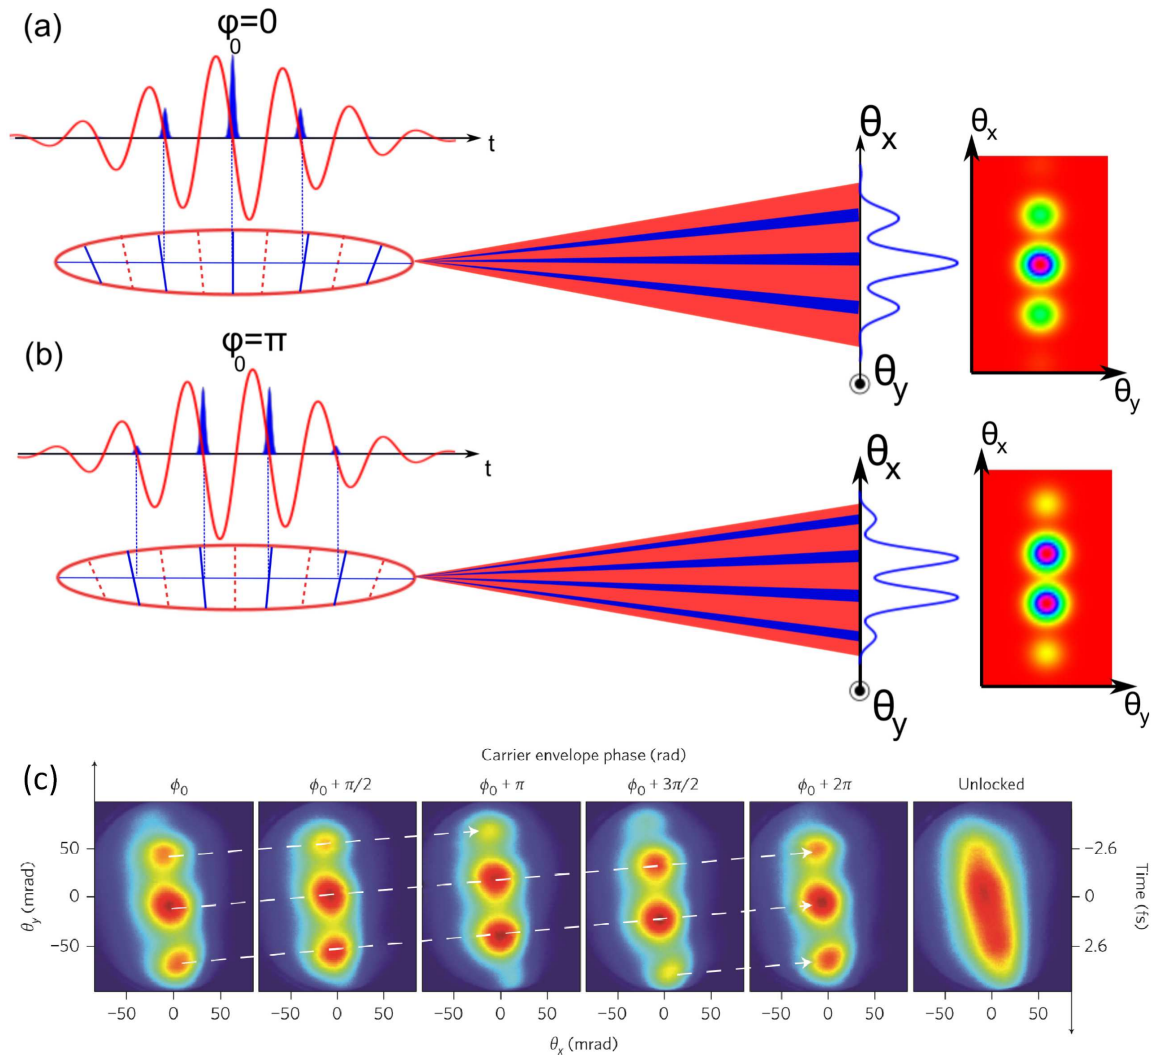 (a)
φ₀=0
t
θx
θy
θx
θy
(b)
φ₀=π
t
θx
θy
θx
θy
(c)
Carrier envelope phase (rad)
ϕ₀ ϕ₀ + π/2 ϕ₀ + π ϕ₀ + 3π/2 ϕ₀ + 2π Unlocked
50 0 −50
θy (mrad)
−2.6 0 2.6
Time (fs)
−50 0 50 −50 0 50 −50 0 50 −50 0 50 −50 0 50 −50 0 50
θx (mrad)